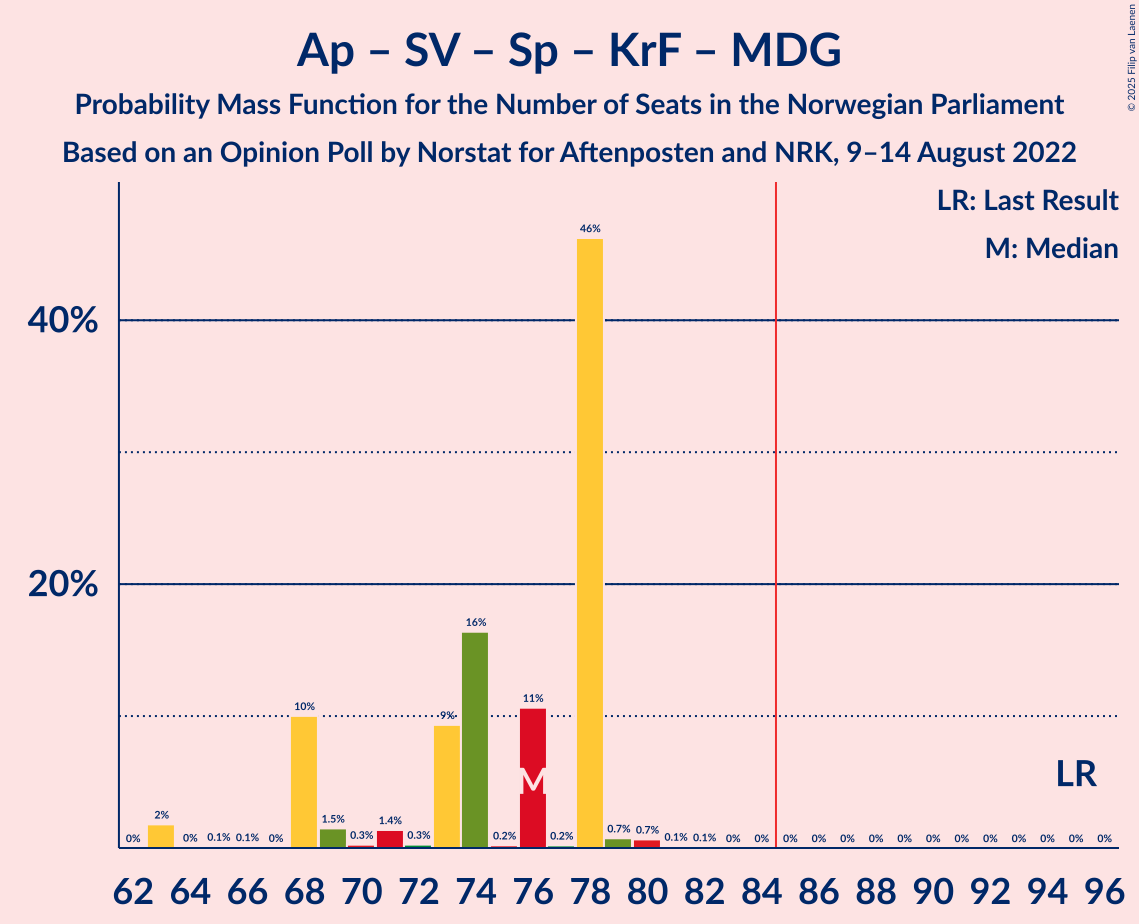 Ap – SV – Sp – KrF – MDG
Probability Mass Function for the Number of Seats in the Norwegian Parliament
Based on an Opinion Poll by Norstat for Aftenposten and NRK, 9–14 August 2022
© 2025 Filip van Laenen
LR: Last Result
M: Median
46%
40%
20%
16%
11%
10%
9%
M
LR
0% 2% 0% 0.1% 0.1% 0% 1.5% 0.3% 1.4% 0.3% 0.2% 0.2% 0.7% 0.7% 0.1% 0.1% 0% 0% 0% 0% 0% 0% 0% 0% 0% 0% 0% 0% 0% 0%
62 64 66 68 70 72 74 76 78 80 82 84 86 88 90 92 94 96